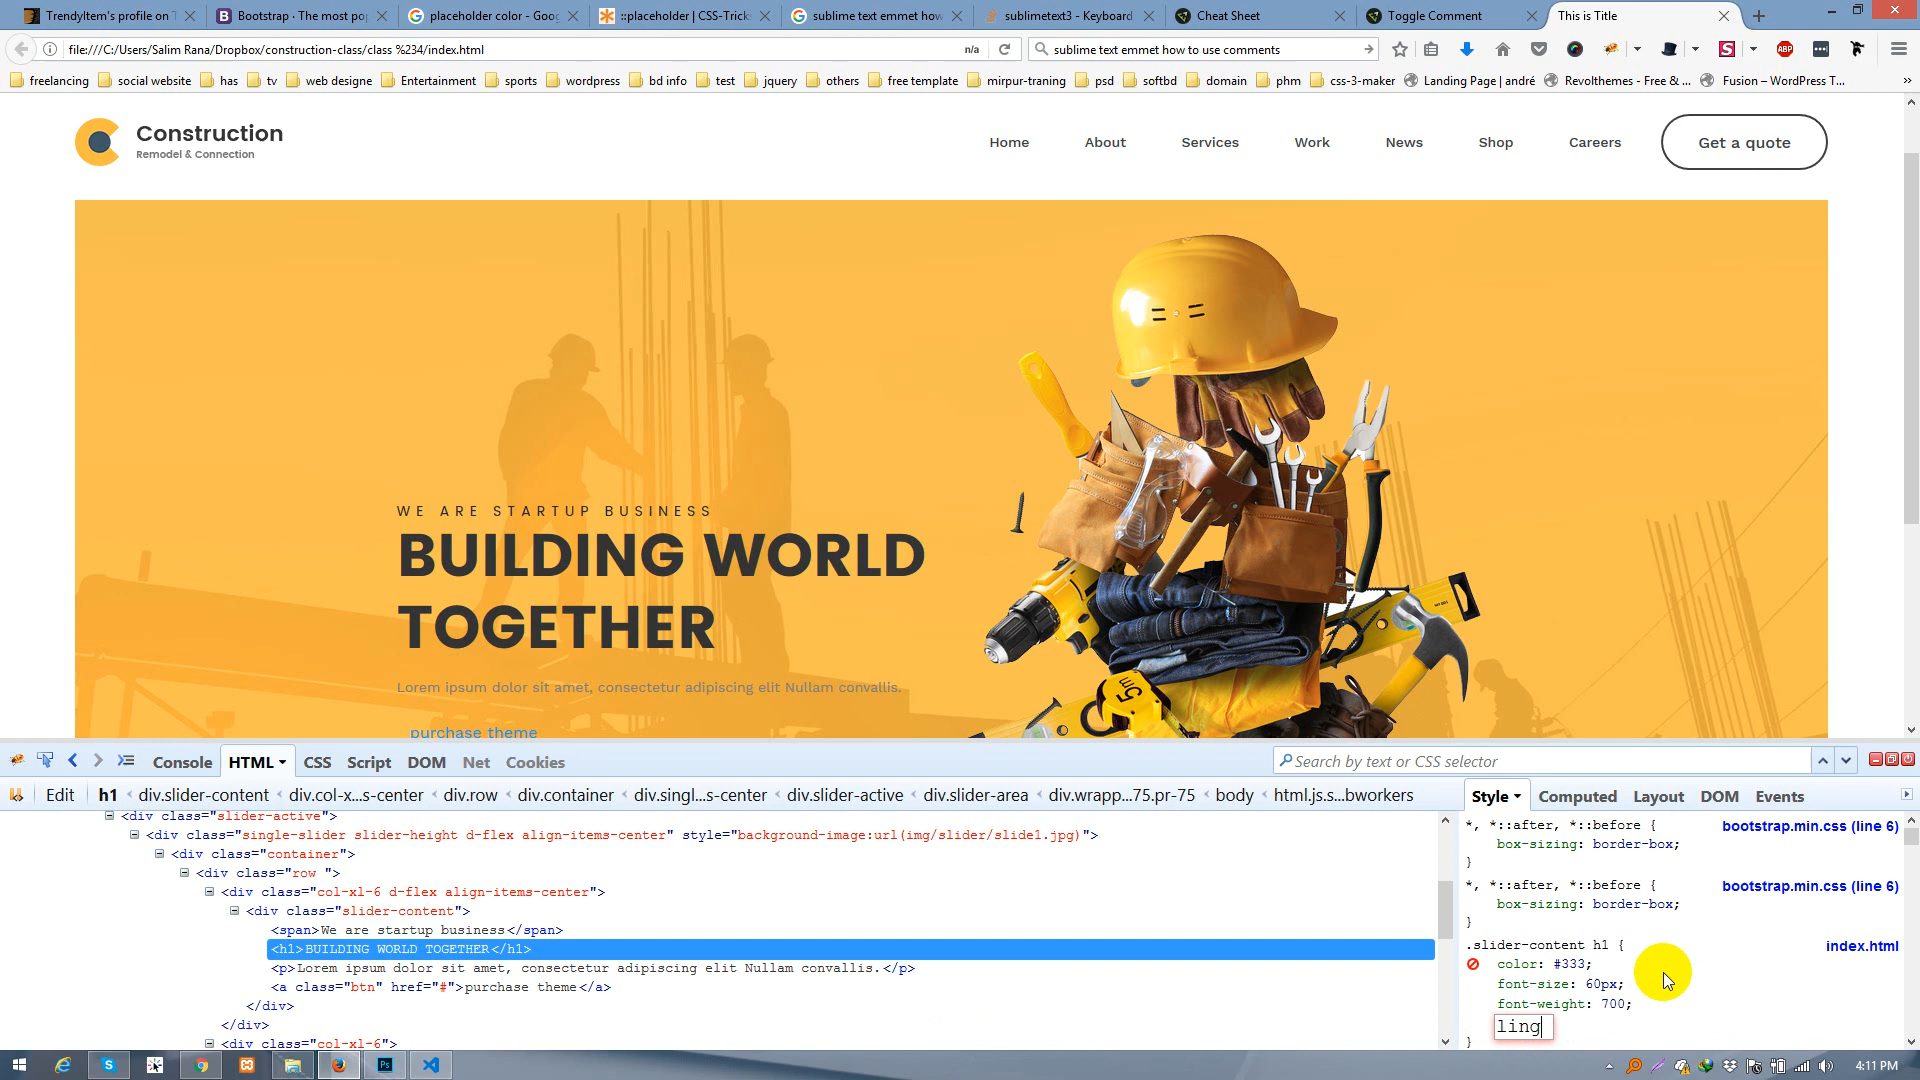 TrendyItem's profile on T
Bootstrap · The most po
placeholder color - Goog
::placeholder | CSS-Trick
sublime text emmet how
sublimetext3 - Keyboard
Cheat Sheet
Toggle Comment
This is Title
file:///C:/Users/Salim Rana/Dropbox/construction-class/class %234/index.html
n/a
sublime text emmet how to use comments
freelancing
social website
has
tv
web designe
Entertainment
sports
wordpress
bd info
test
jquery
others
free template
mirpur-traning
psd
softbd
domain
phm
css-3-maker
Landing Page | andré
Revolthemes - Free & ...
Fusion – WordPress T...
Construction
Remodel & Connection
Home
About
Services
Work
News
Shop
Careers
Get a quote
WE ARE STARTUP BUSINESS
BUILDING WORLD
TOGETHER
Lorem ipsum dolor sit amet, consectetur adipiscing elit Nullam convallis.
purchase theme
5m
Console
HTML
CSS
Script
DOM
Net
Cookies
Search by text or CSS selector
Edit
h1 < div.slider-content < div.col-x...s-center < div.row < div.container < div.singl...s-center < div.slider-active < div.slider-area < div.wrapp...75.pr-75 < body < html.js.s...bworkers
Style
Computed
Layout
DOM
Events
<div class="slider-active">
<div class="single-slider slider-height d-flex align-items-center" style="background-image:url(img/slider/slide1.jpg)">
<div class="container">
<div class="row ">
<div class="col-xl-6 d-flex align-items-center">
<div class="slider-content">
<span>We are startup business</span>
<h1>BUILDING WORLD TOGETHER</h1>
<p>Lorem ipsum dolor sit amet, consectetur adipiscing elit Nullam convallis.</p>
<a class="btn" href="#">purchase theme</a>
</div>
</div>
<div class="col-xl-6">
*, *::after, *::before {
bootstrap.min.css (line 6)
box-sizing: border-box;
}
*, *::after, *::before {
bootstrap.min.css (line 6)
box-sizing: border-box;
}
.slider-content h1 {
index.html
color: #333;
font-size: 60px;
font-weight: 700;
ling
}
4:11 PM